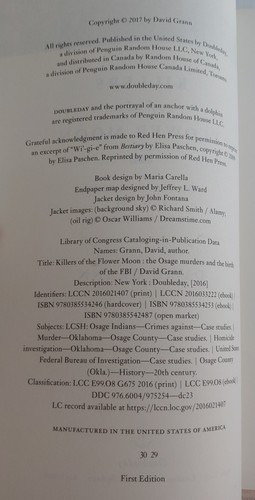 Copyright © 2017 by David Grann
All rights reserved. Published in the United States by Doubleday,
a division of Penguin Random House LLC, New York,
and distributed in Canada by Random House of Canada,
a division of Penguin Random House Canada Limited, Toronto.
www.doubleday.com
DOUBLEDAY and the portrayal of an anchor with a dolphin
are registered trademarks of Penguin Random House LLC.
Grateful acknowledgment is made to Red Hen Press for permission to
an excerpt of "Wi'-gi-e" from Bestiary by Elise Paschen, copyright ©
by Elise Paschen. Reprinted by permission of Red Hen Press.
Book design by Maria Carella
Endpaper map designed by Jeffrey L. Ward
Jacket design by John Fontana
Jacket images: (background sky) © Richard Smith / Alamy;
(oil rig) © Oscar Williams / Dreamstime.com
Library of Congress Cataloging-in-Publication Data
Names: Grann, David, author.
Title: Killers of the Flower Moon : the Osage murders and the birth
of the FBI / David Grann.
Description: New York : Doubleday, [2016]
Identifiers: LCCN 2016021407 (print) | LCCN 2016033222 (ebook) |
ISBN 9780385534246 (hardcover) | ISBN 9780385534253 (ebook)
ISBN 9780385542487 (open market)
Subjects: LCSH: Osage Indians—Crimes against—Case studies. |
Murder—Oklahoma—Osage County—Case studies. | Homicide
investigation—Oklahoma—Osage County—Case studies. | United States
Federal Bureau of Investigation—Case studies. | Osage County
(Okla.)—History—20th century.
Classification: LCC E99.O8 G675 2016 (print) | LCC E99.O8 (ebook) |
DDC 976.6004/975254—dc23
LC record available at https://lccn.loc.gov/2016021407
MANUFACTURED IN THE UNITED STATES OF AMERICA
30 29
First Edition